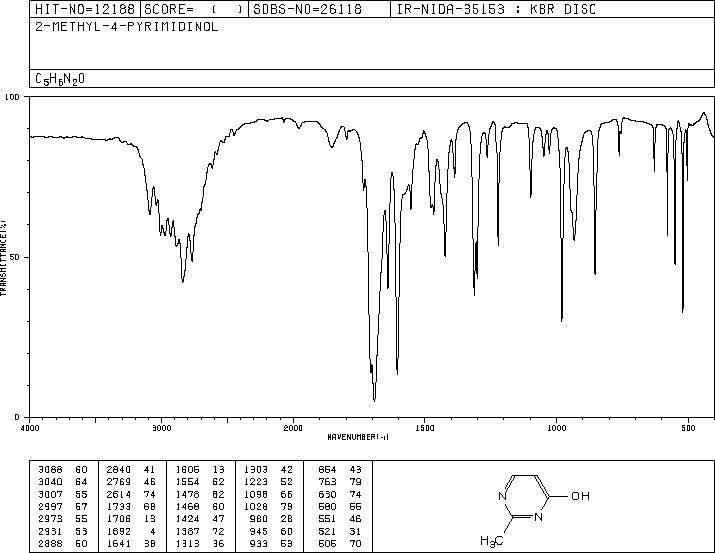 HIT-NO=12188 SCORE= ( ) SDBS-NO=26118 IR-NIDA-35153 : KBR DISC
2-METHYL-4-PYRIMIDINOL
C5H6N2O
100
50
0
TRANSMITTANCE(%)
4000 3000 2000 1500 1000 500
WAVENUMBER(-1)
3088 60 2840 41 1606 13 1303 42 854 43
3040 64 2769 46 1554 62 1223 52 763 79
3007 55 2614 74 1478 62 1098 66 630 74
2997 57 1733 68 1468 60 1028 79 580 55
2973 55 1706 13 1424 47 980 28 551 46
2931 53 1692 4 1387 72 945 60 521 31
2888 50 1641 38 1313 36 933 53 506 70
N
N
OH
H3C